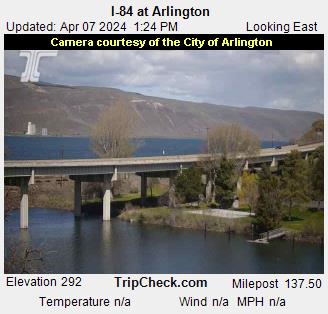 I-84 at Arlington
Updated: Apr 07 2024 1:24 PM Looking East
Camera courtesy of the City of Arlington
Elevation 292 TripCheck.com Milepost 137.50
Temperature n/a Wind n/a MPH n/a